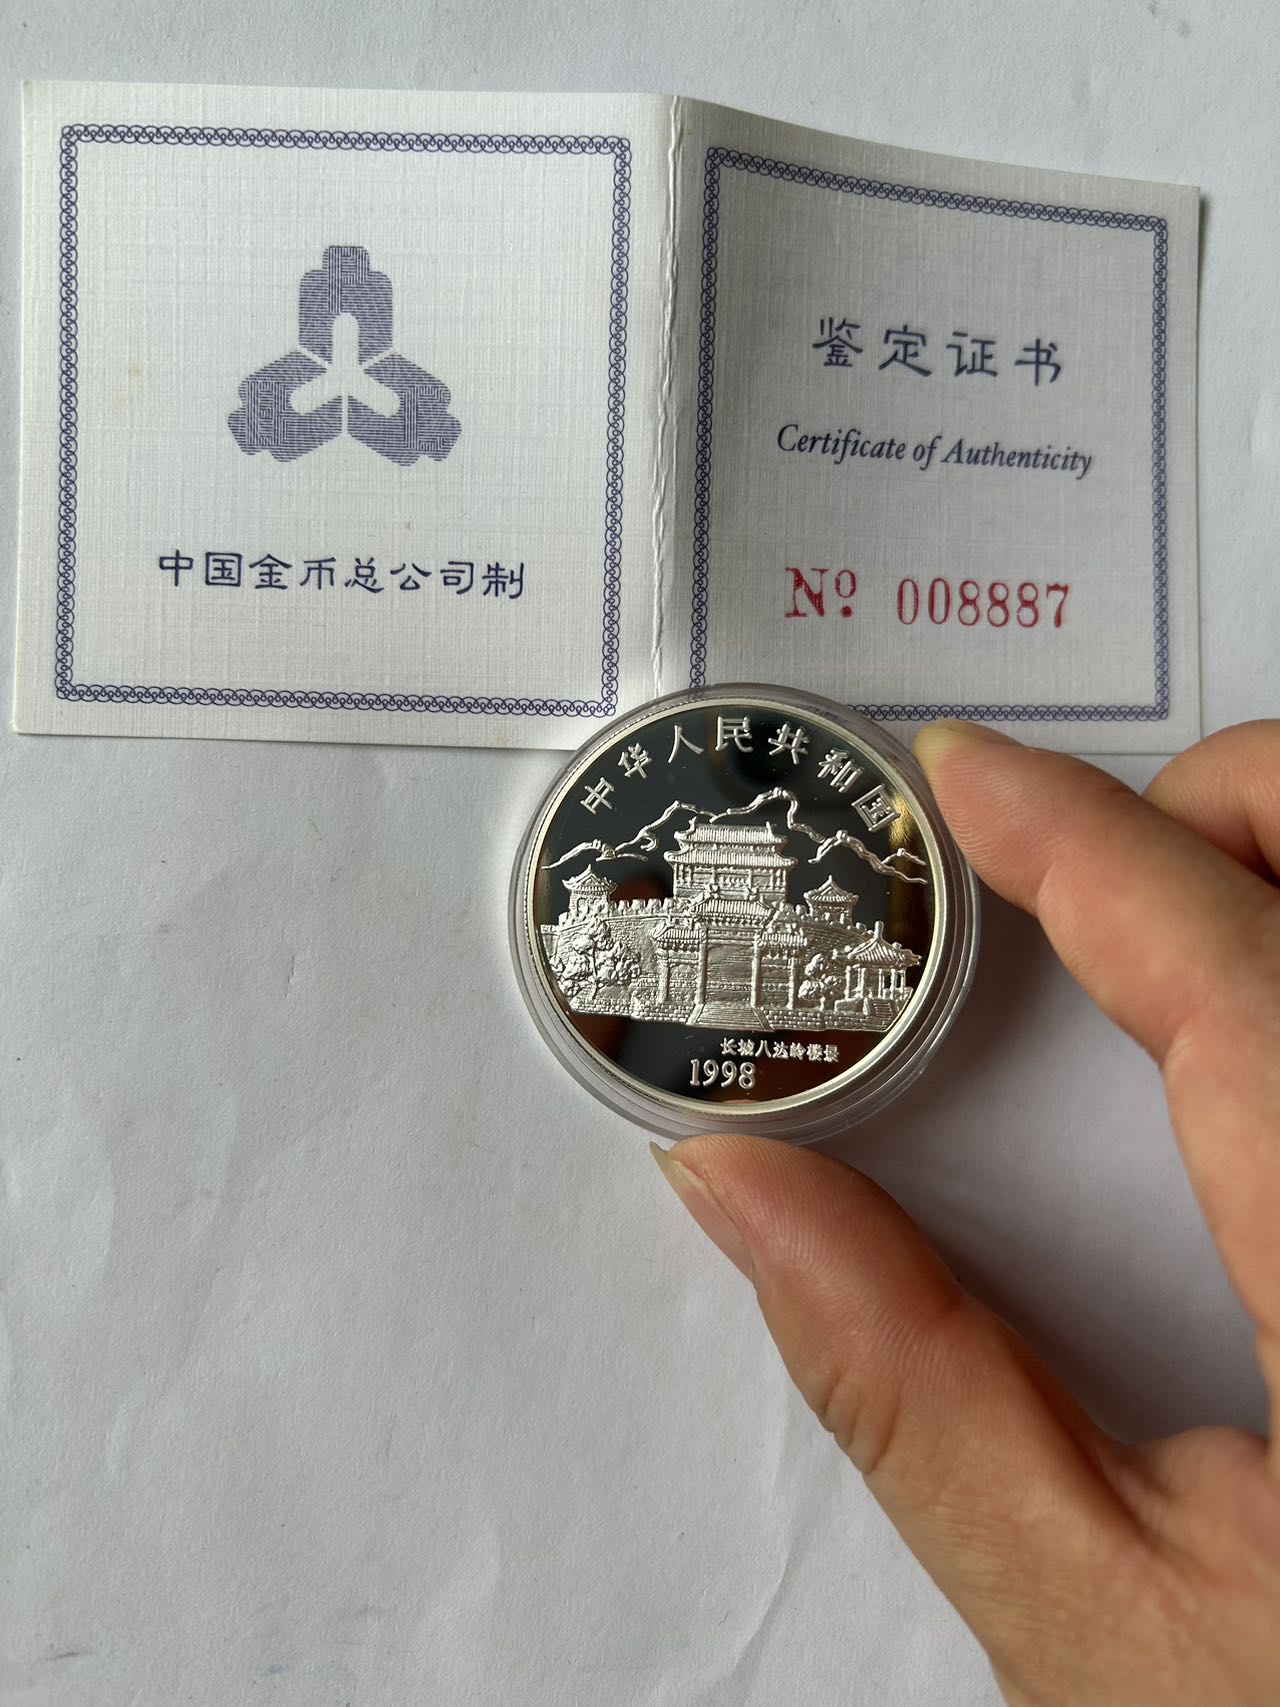 中国金币总公司制
鉴定证书
Certificate of Authenticity
No. 008887
中华人民共和国
长城八达岭楼景
1998